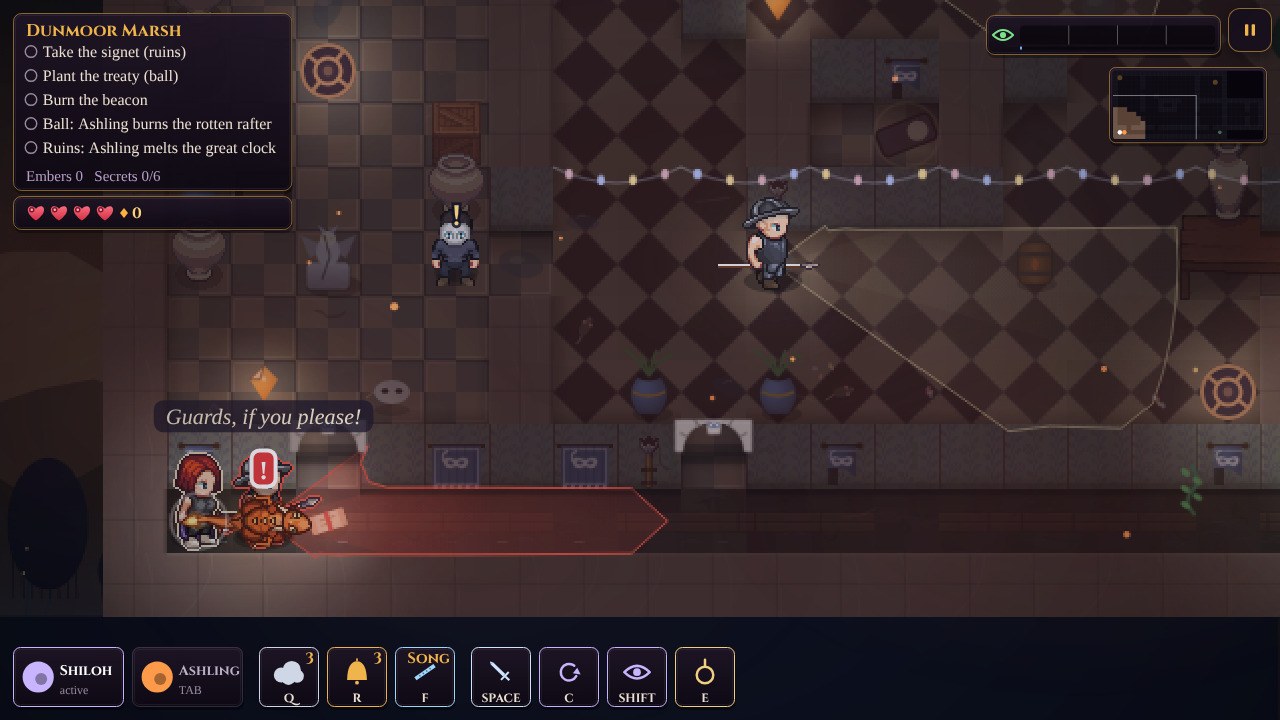 Dunmoor Marsh
Take the signet (ruins)
Plant the treaty (ball)
Burn the beacon
Ball: Ashling burns the rotten rafter
Ruins: Ashling melts the great clock
Embers 0 Secrets 0/6
0
Guards, if you please!
!
Shiloh
active
Ashling
TAB
3
Q
3
R
Song
F
SPACE
C
SHIFT
E